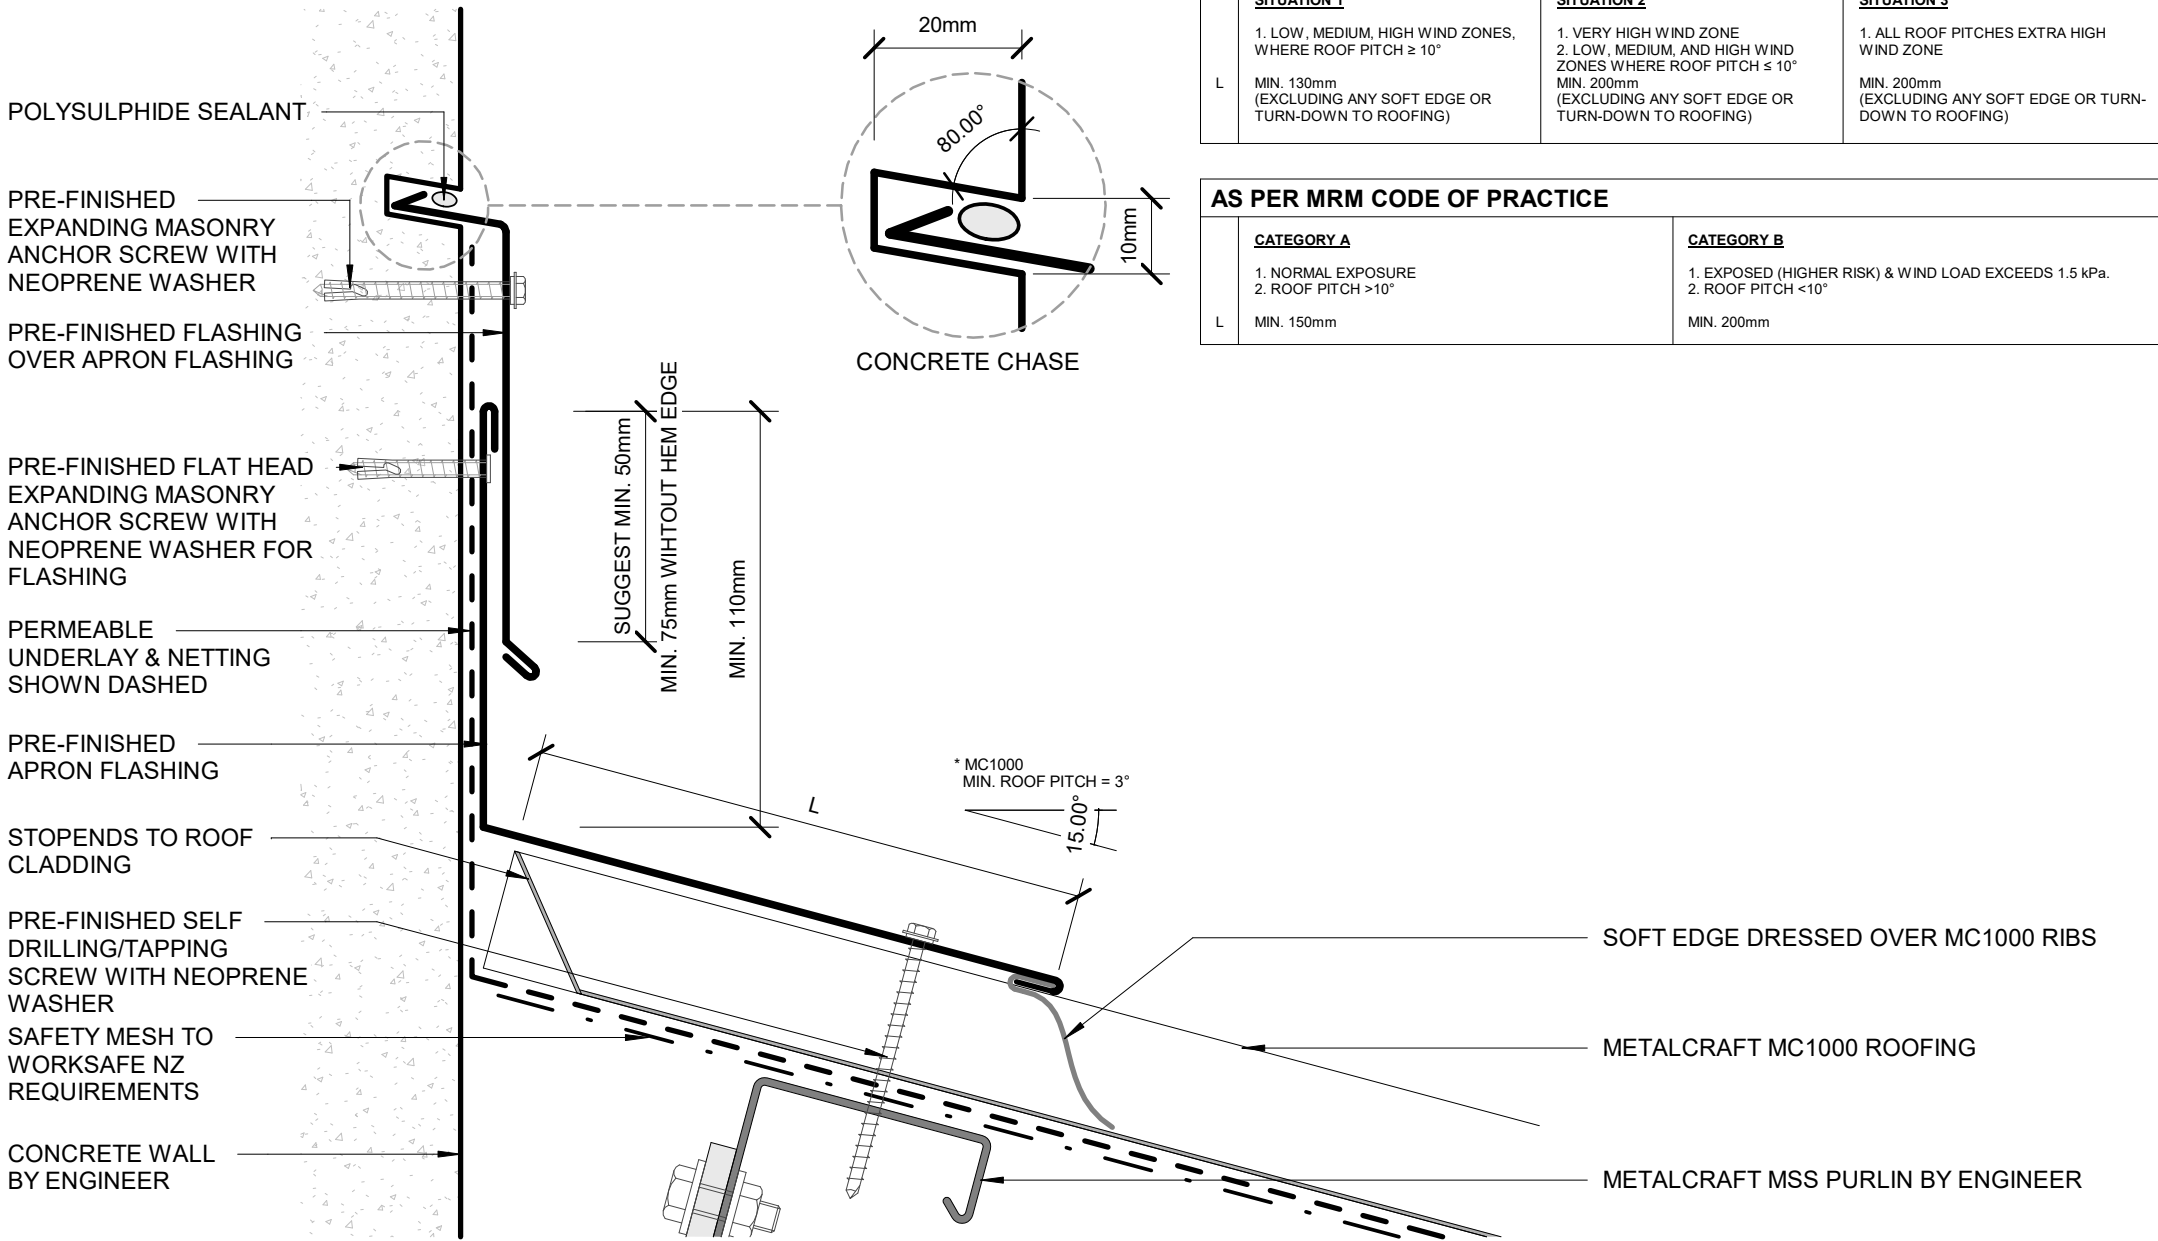 POLYSULPHIDE SEALANT
PRE-FINISHED
EXPANDING MASONRY
ANCHOR SCREW WITH
NEOPRENE WASHER
PRE-FINISHED FLASHING
OVER APRON FLASHING
PRE-FINISHED FLAT HEAD
EXPANDING MASONRY
ANCHOR SCREW WITH
NEOPRENE WASHER FOR
FLASHING
PERMEABLE
UNDERLAY & NETTING
SHOWN DASHED
PRE-FINISHED
APRON FLASHING
STOPENDS TO ROOF
CLADDING
PRE-FINISHED SELF
DRILLING/TAPPING
SCREW WITH NEOPRENE
WASHER
SAFETY MESH TO
WORKSAFE NZ
REQUIREMENTS
CONCRETE WALL
BY ENGINEER
20mm
80.00°
10mm
CONCRETE CHASE
SUGGEST MIN. 50mm
MIN. 75mm WIHTOUT HEM EDGE
MIN. 110mm
L
* MC1000
MIN. ROOF PITCH = 3°
15.00°
SITUATION 1
1. LOW, MEDIUM, HIGH WIND ZONES,
WHERE ROOF PITCH ≥ 10°
L
MIN. 130mm
(EXCLUDING ANY SOFT EDGE OR
TURN-DOWN TO ROOFING)
SITUATION 2
1. VERY HIGH WIND ZONE
2. LOW, MEDIUM, AND HIGH WIND
ZONES WHERE ROOF PITCH ≤ 10°
MIN. 200mm
(EXCLUDING ANY SOFT EDGE OR
TURN-DOWN TO ROOFING)
SITUATION 3
1. ALL ROOF PITCHES EXTRA HIGH
WIND ZONE
MIN. 200mm
(EXCLUDING ANY SOFT EDGE OR TURN-
DOWN TO ROOFING)
AS PER MRM CODE OF PRACTICE
CATEGORY A
1. NORMAL EXPOSURE
2. ROOF PITCH >10°
L
MIN. 150mm
CATEGORY B
1. EXPOSED (HIGHER RISK) & WIND LOAD EXCEEDS 1.5 kPa.
2. ROOF PITCH <10°
MIN. 200mm
SOFT EDGE DRESSED OVER MC1000 RIBS
METALCRAFT MC1000 ROOFING
METALCRAFT MSS PURLIN BY ENGINEER